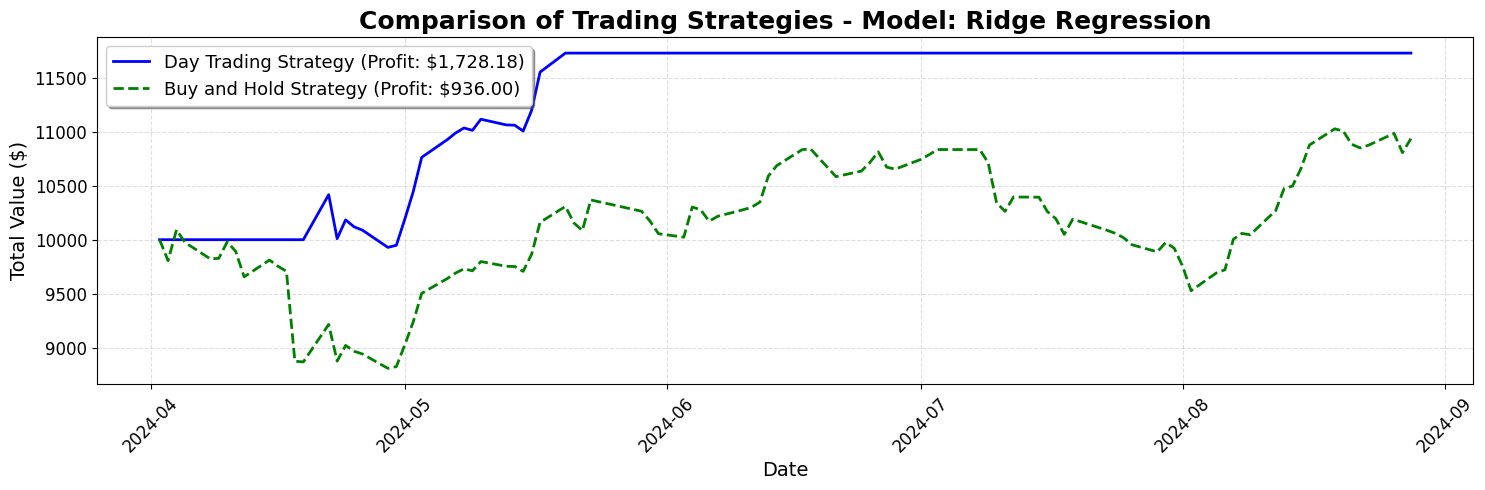 Comparison of Trading Strategies - Model: Ridge Regression
Day Trading Strategy (Profit: $1,728.18)
Buy and Hold Strategy (Profit: $936.00)
Total Value ($)
11500
11000
10500
10000
9500
9000
2024-04
2024-05
2024-06
2024-07
2024-08
2024-09
Date